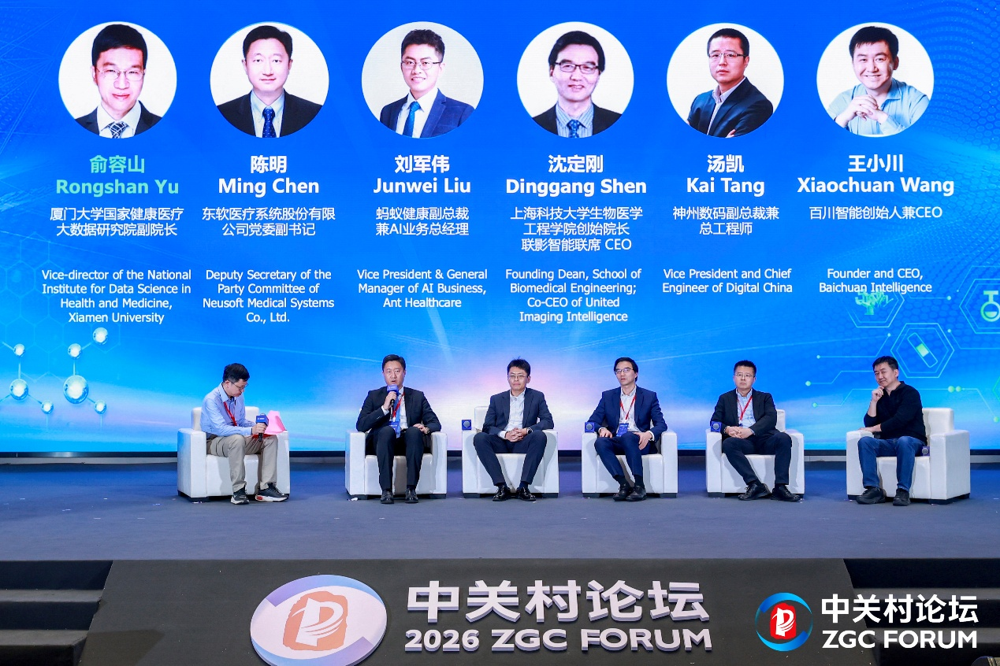 俞容山
Rongshan Yu
厦门大学国家健康医疗
大数据研究院副院长
Vice-director of the National
Institute for Data Science in
Health and Medicine,
Xiamen University
陈明
Ming Chen
东软医疗系统股份有限
公司党委副书记
Deputy Secretary of the
Party Committee of
Neusoft Medical Systems
Co., Ltd.
刘军伟
Junwei Liu
蚂蚁健康副总裁
兼AI业务总经理
Vice President & General
Manager of AI Business,
Ant Healthcare
沈定刚
Dinggang Shen
上海科技大学生物医学
工程学院创始院长
联影智能联席 CEO
Founding Dean, School of
Biomedical Engineering;
Co-CEO of United
Imaging Intelligence
汤凯
Kai Tang
神州数码副总裁兼
总工程师
Vice President and Chief
Engineer of Digital China
王小川
Xiaochuan Wang
百川智能创始人兼CEO
Founder and CEO,
Baichuan Intelligence
中关村论坛
2026 ZGC FORUM
中关村论坛
ZGC FORUM